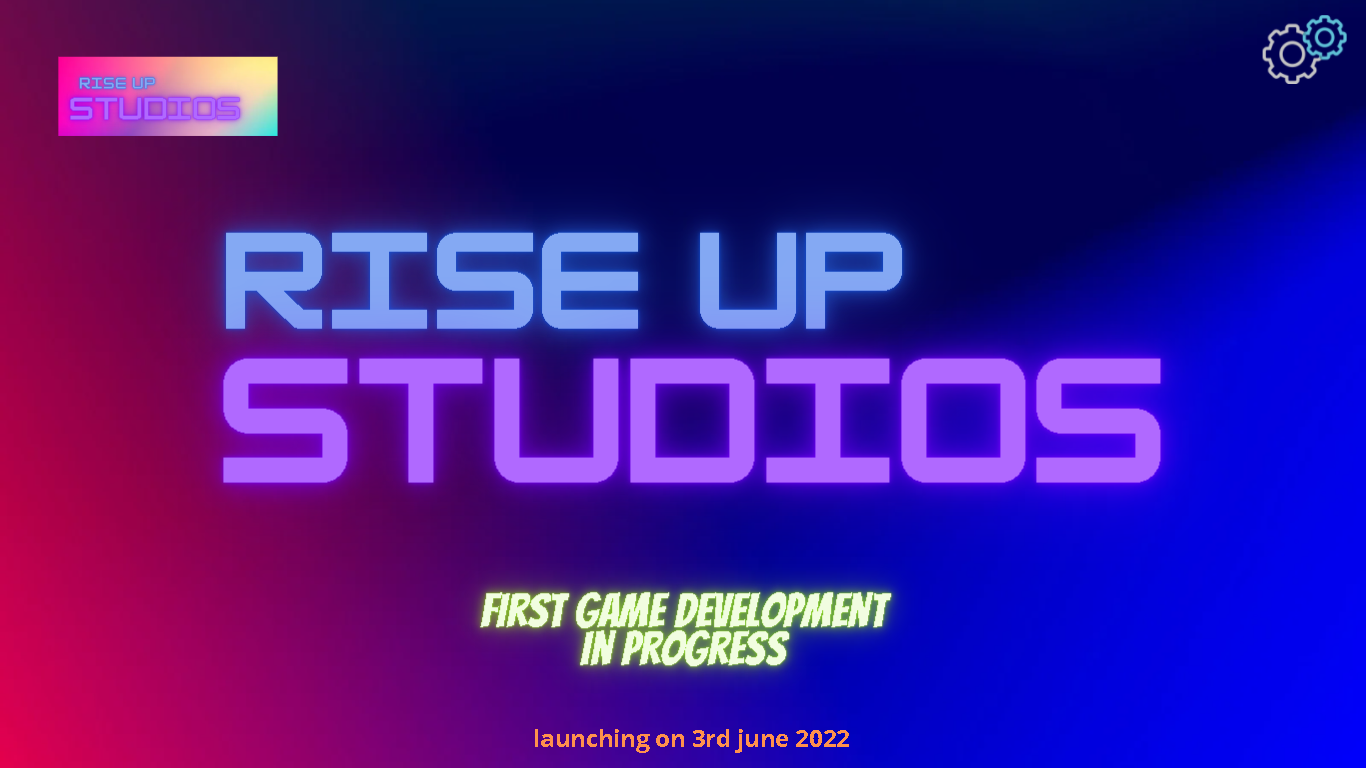 RISE UP
STUDIOS
RISE UP
STUDIOS
FIRST GAME DEVELOPMENT
IN PROGRESS
launching on 3rd june 2022